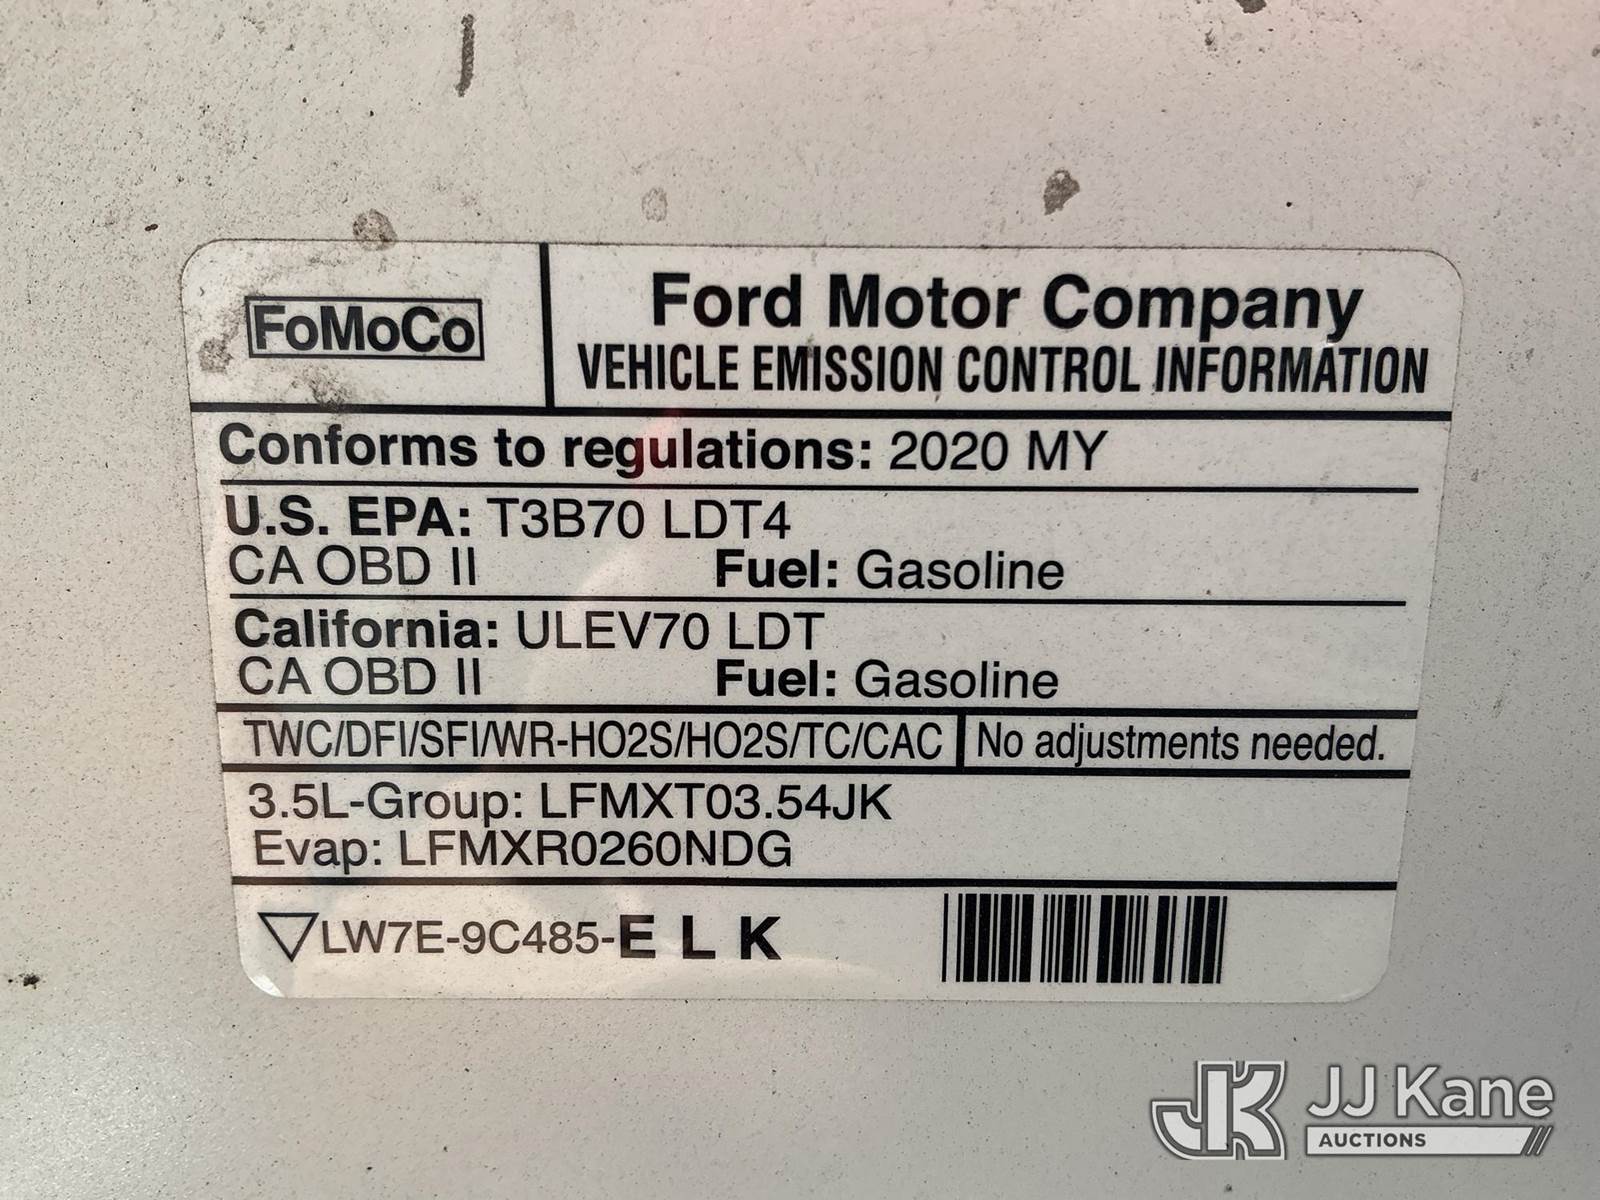 FoMoCo
Ford Motor Company
VEHICLE EMISSION CONTROL INFORMATION
Conforms to regulations: 2020 MY
U.S. EPA: T3B70 LDT4
CA OBD II Fuel: Gasoline
California: ULEV70 LDT
CA OBD II Fuel: Gasoline
TWC/DFI/SFI/WR-HO2S/HO2S/TC/CAC No adjustments needed.
3.5L-Group: LFMXT03.54JK
Evap: LFMXR0260NDG
LW7E-9C485-E L K
JK JJ Kane
AUCTIONS